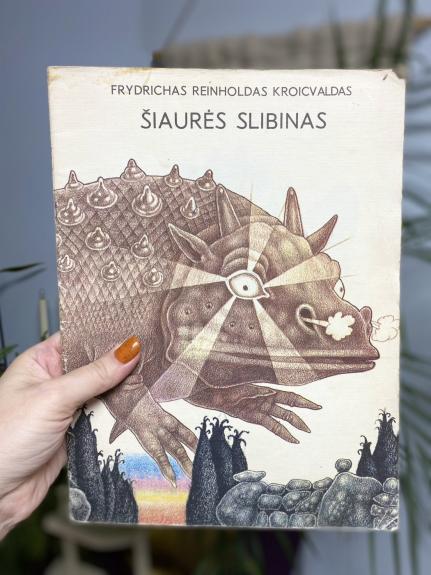 FRYDRICHAS REINHOLDAS KROICVALDAS
ŠIAURĖS SLIBINAS